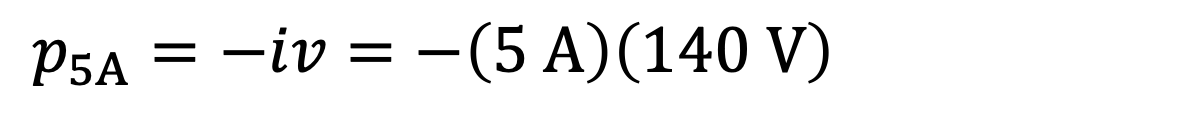 p₅A = −iv = −(5 A)(140 V)